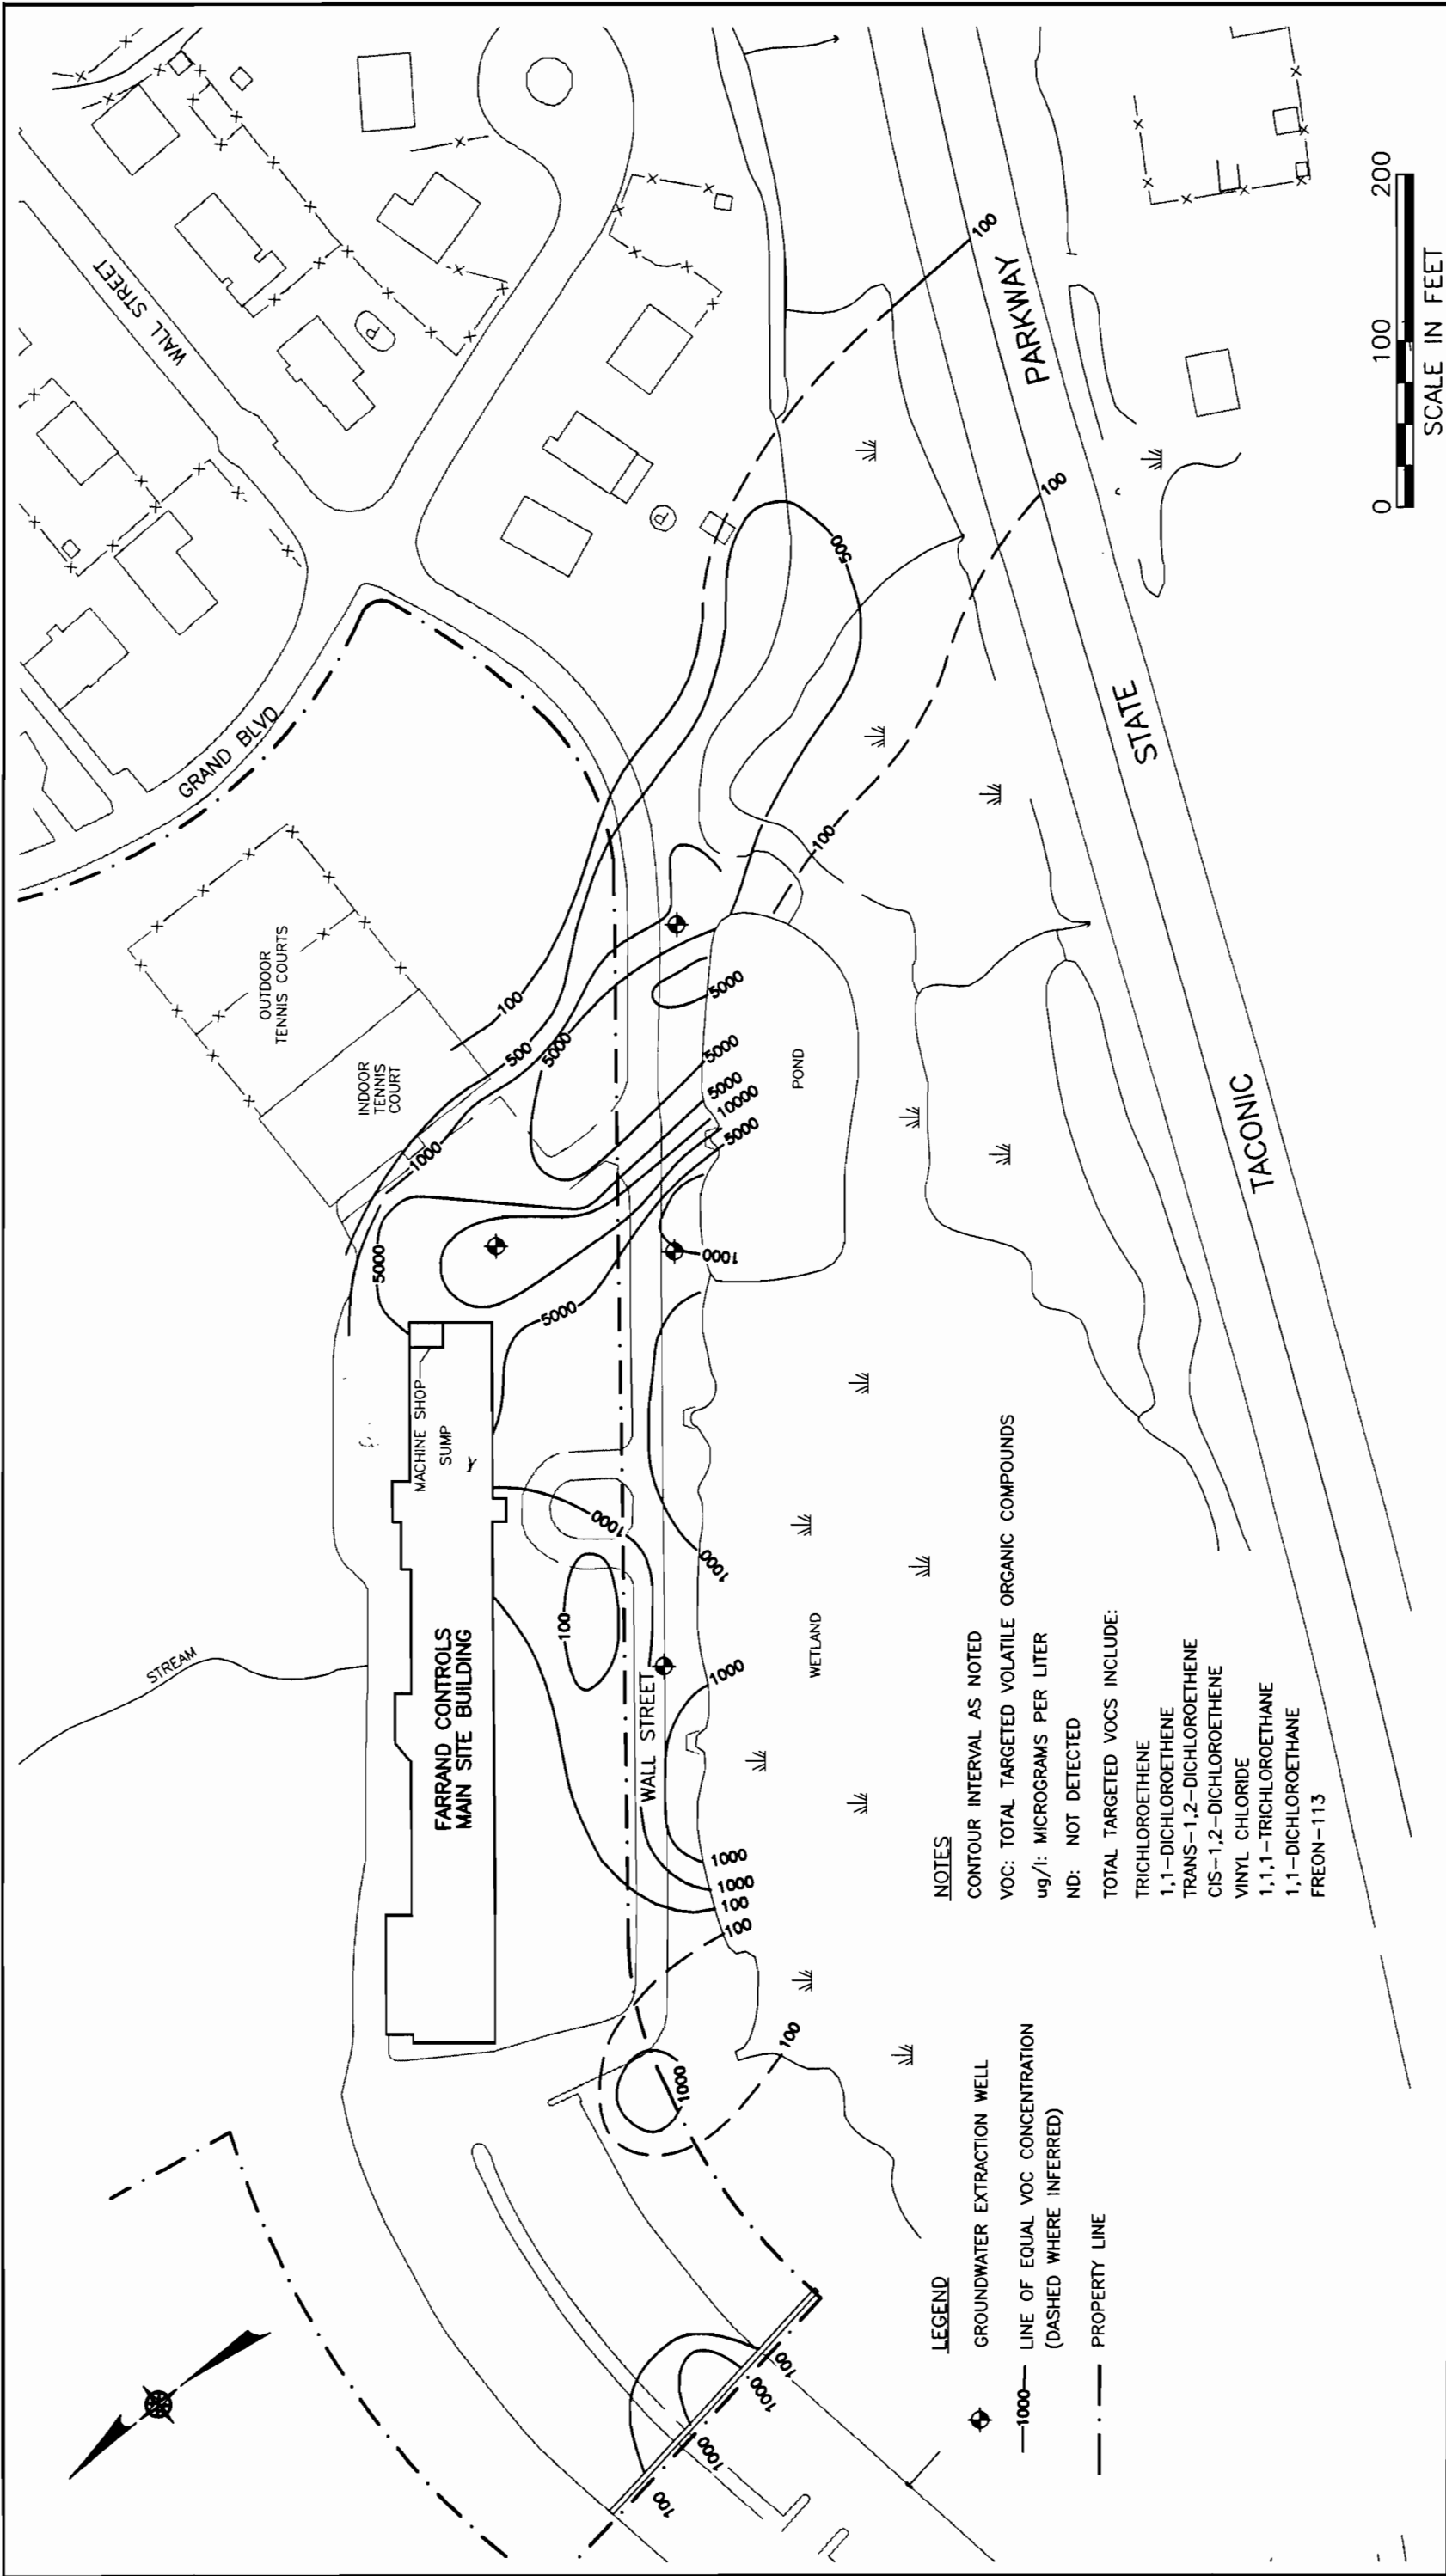 WALL STREET
GRAND BLVD
OUTDOOR
TENNIS COURTS
INDOOR
TENNIS
COURT
STREAM
MACHINE SHOP
SUMP
FARRAND CONTROLS
MAIN SITE BUILDING
WALL STREET
POND
WETLAND
TACONIC
STATE
PARKWAY
P
P
100
100
100
100
500
500
1000
5000
5000
5000
5000
5000
10000
5000
5000
1000
1000
1000
100
1000
1000
1000
100
100
100
1000
100
1000
1000
100
LEGEND
GROUNDWATER EXTRACTION WELL
1000
LINE OF EQUAL VOC CONCENTRATION
(DASHED WHERE INFERRED)
PROPERTY LINE
NOTES
CONTOUR INTERVAL AS NOTED
VOC: TOTAL TARGETED VOLATILE ORGANIC COMPOUNDS
ug/l: MICROGRAMS PER LITER
ND: NOT DETECTED
TOTAL TARGETED VOCS INCLUDE:
TRICHLOROETHENE
1,1-DICHLOROETHENE
TRANS-1,2-DICHLOROETHENE
CIS-1,2-DICHLOROETHENE
VINYL CHLORIDE
1,1,1-TRICHLOROETHANE
1,1-DICHLOROETHANE
FREON-113
0 100 200
SCALE IN FEET